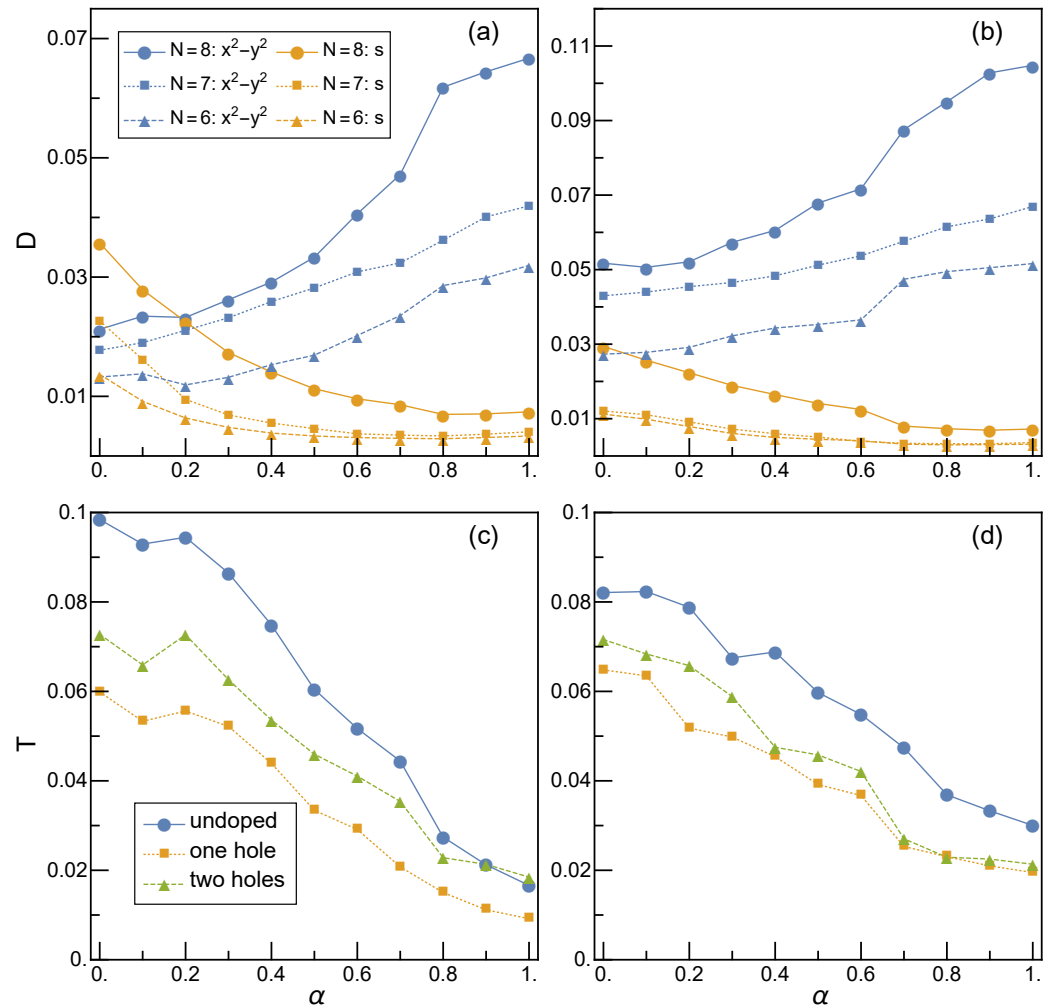 (a)
N=8: x²−y² N=8: s
N=7: x²−y² N=7: s
N=6: x²−y² N=6: s
0.07
0.05
0.03
0.01
D
0. 0.2 0.4 0.6 0.8 1.
(b)
0.11
0.09
0.07
0.05
0.03
0.01
0. 0.2 0.4 0.6 0.8 1.
(c)
0.1
0.08
0.06
0.04
0.02
0.
T
undoped
one hole
two holes
0. 0.2 0.4 0.6 0.8 1.
α
(d)
0.1
0.08
0.06
0.04
0.02
0.
0. 0.2 0.4 0.6 0.8 1.
α